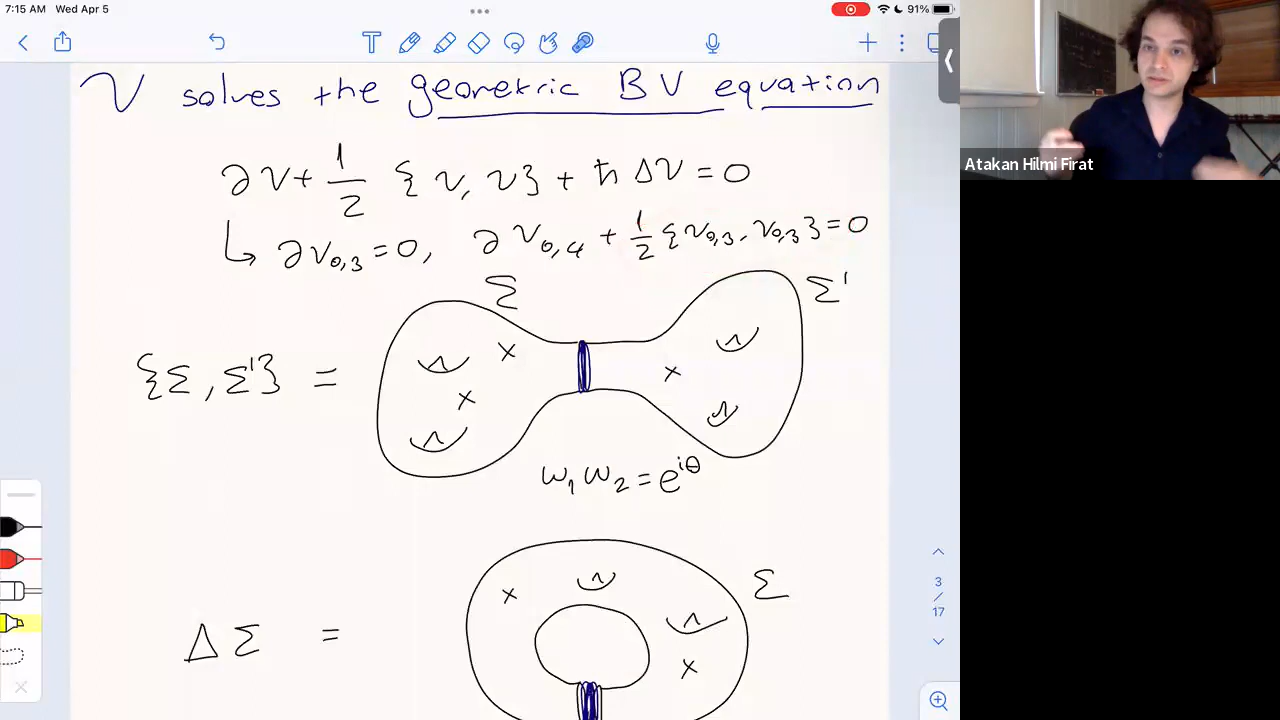 7:15 AM Wed Apr 5
91%
𝒱 solves the geometric BV equation
∂𝒱 + 1/2 {𝒱, 𝒱} + ℏ Δ𝒱 = 0
↳ ∂𝒱₀,₃ = 0, ∂𝒱₀,₄ + 1/2 {𝒱₀,₃, 𝒱₀,₃} = 0
Σ Σ'
{Σ, Σ'} =
w₁ w₂ = e^{iθ}
Σ
Δ Σ =
3
/
17
Atakan Hilmi Firat